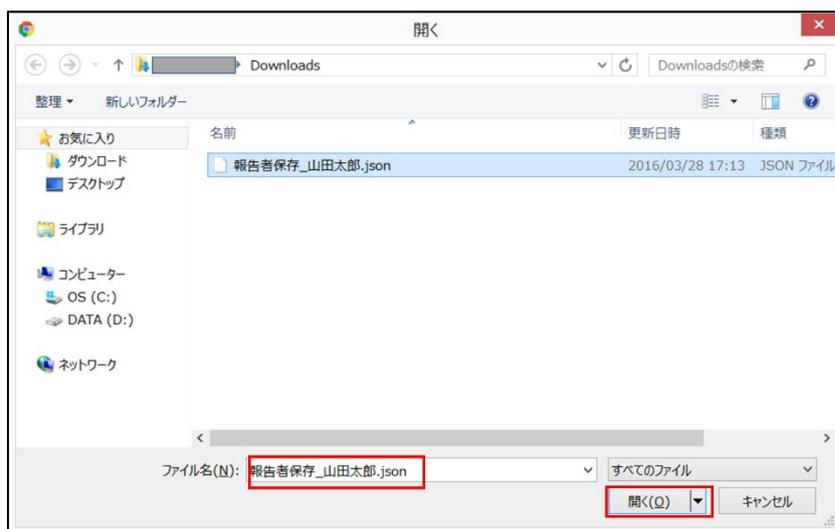 開く
Downloads
Downloadsの検索
整理
新しいフォルダー
お気に入り
ダウンロード
デスクトップ
ライブラリ
コンピューター
OS (C:)
DATA (D:)
ネットワーク
名前 更新日時 種類
報告者保存_山田太郎.json 2016/03/28 17:13 JSON ファイル
ファイル名(N): 報告者保存_山田太郎.json すべてのファイル
開く(O) キャンセル